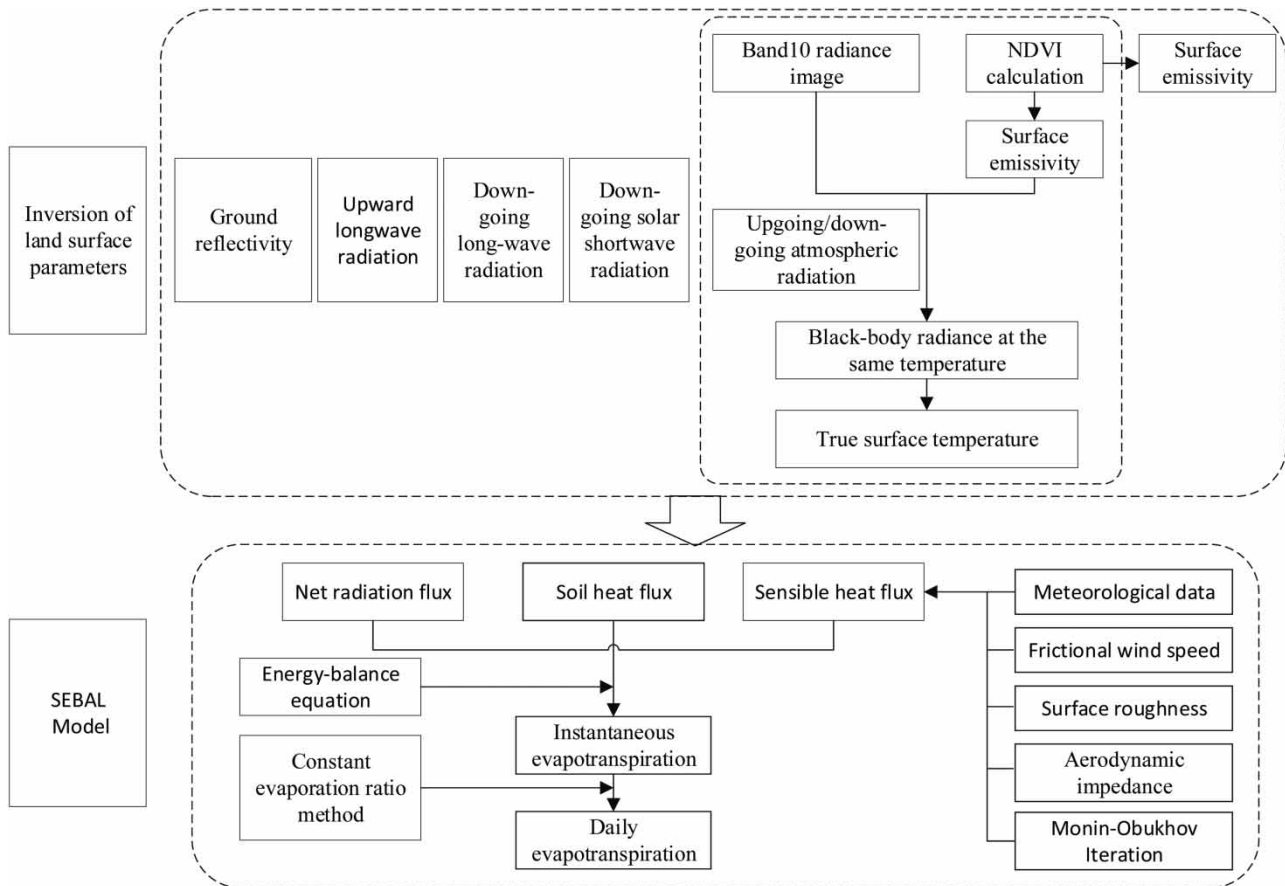 Band10 radiance
image
NDVI
calculation
Surface
emissivity
Surface
emissivity
Inversion of
land surface
parameters
Ground
reflectivity
Upward
longwave
radiation
Down-
going
long-wave
radiation
Down-
going solar
shortwave
radiation
Upgoing/down-
going atmospheric
radiation
Black-body radiance at the
same temperature
True surface temperature
SEBAL
Model
Net radiation flux
Soil heat flux
Sensible heat flux
Meteorological data
Frictional wind speed
Surface roughness
Aerodynamic
impedance
Monin-Obukhov
Iteration
Energy-balance
equation
Instantaneous
evapotranspiration
Constant
evaporation ratio
method
Daily
evapotranspiration